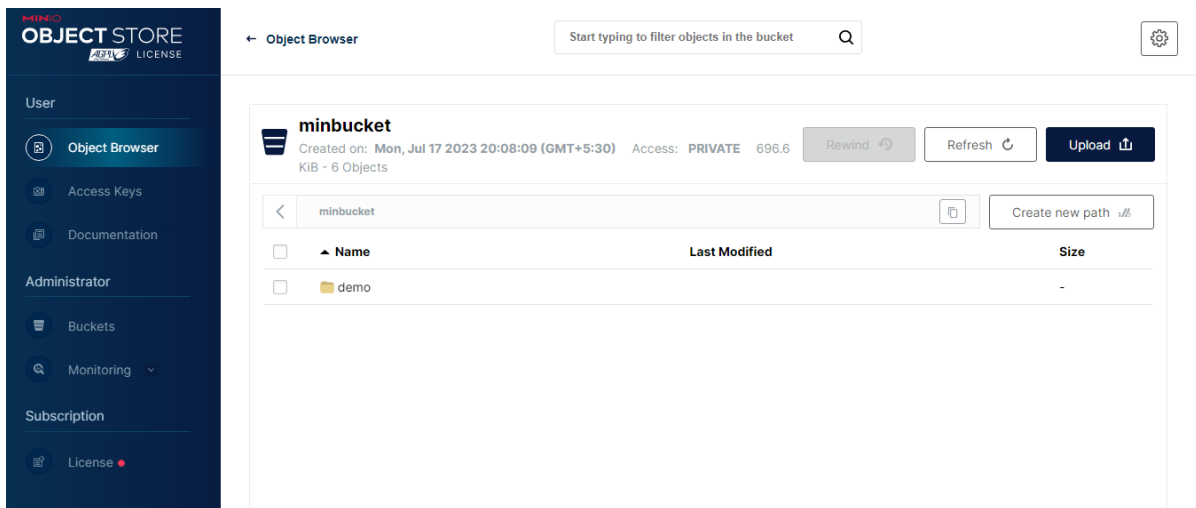 MINIO
OBJECT STORE
AGPLV3 LICENSE
User
Object Browser
Access Keys
Documentation
Administrator
Buckets
Monitoring
Subscription
License
← Object Browser
Start typing to filter objects in the bucket
minbucket
Created on: Mon, Jul 17 2023 20:08:09 (GMT+5:30) Access: PRIVATE 696.6
KiB - 6 Objects
Rewind
Refresh
Upload
minbucket
Create new path
Name Last Modified Size
demo -